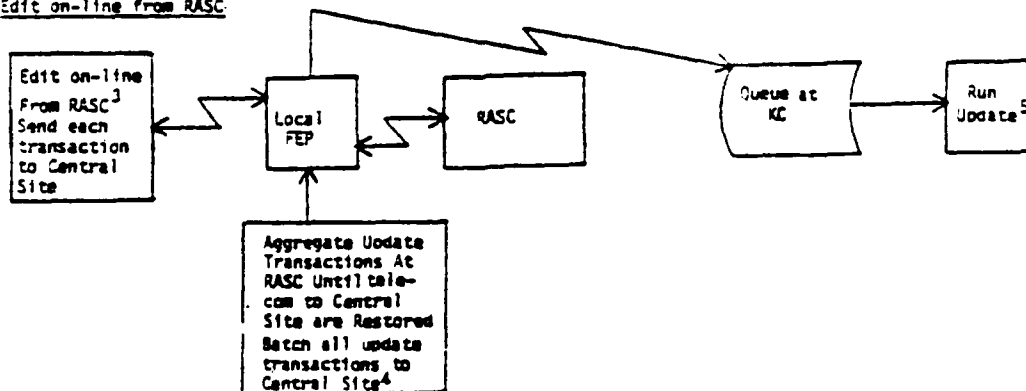 Edit on-line from RASC
Edit on-line
From RASC3
Send each
transaction
to Central
Site
Local
FEP
RASC
Queue at
KC
Run
Update5
Aggregate Update
Transactions At
RASC Until tele-
com to Central
Site are Restored
Batch all update
transactions to
Central Site4